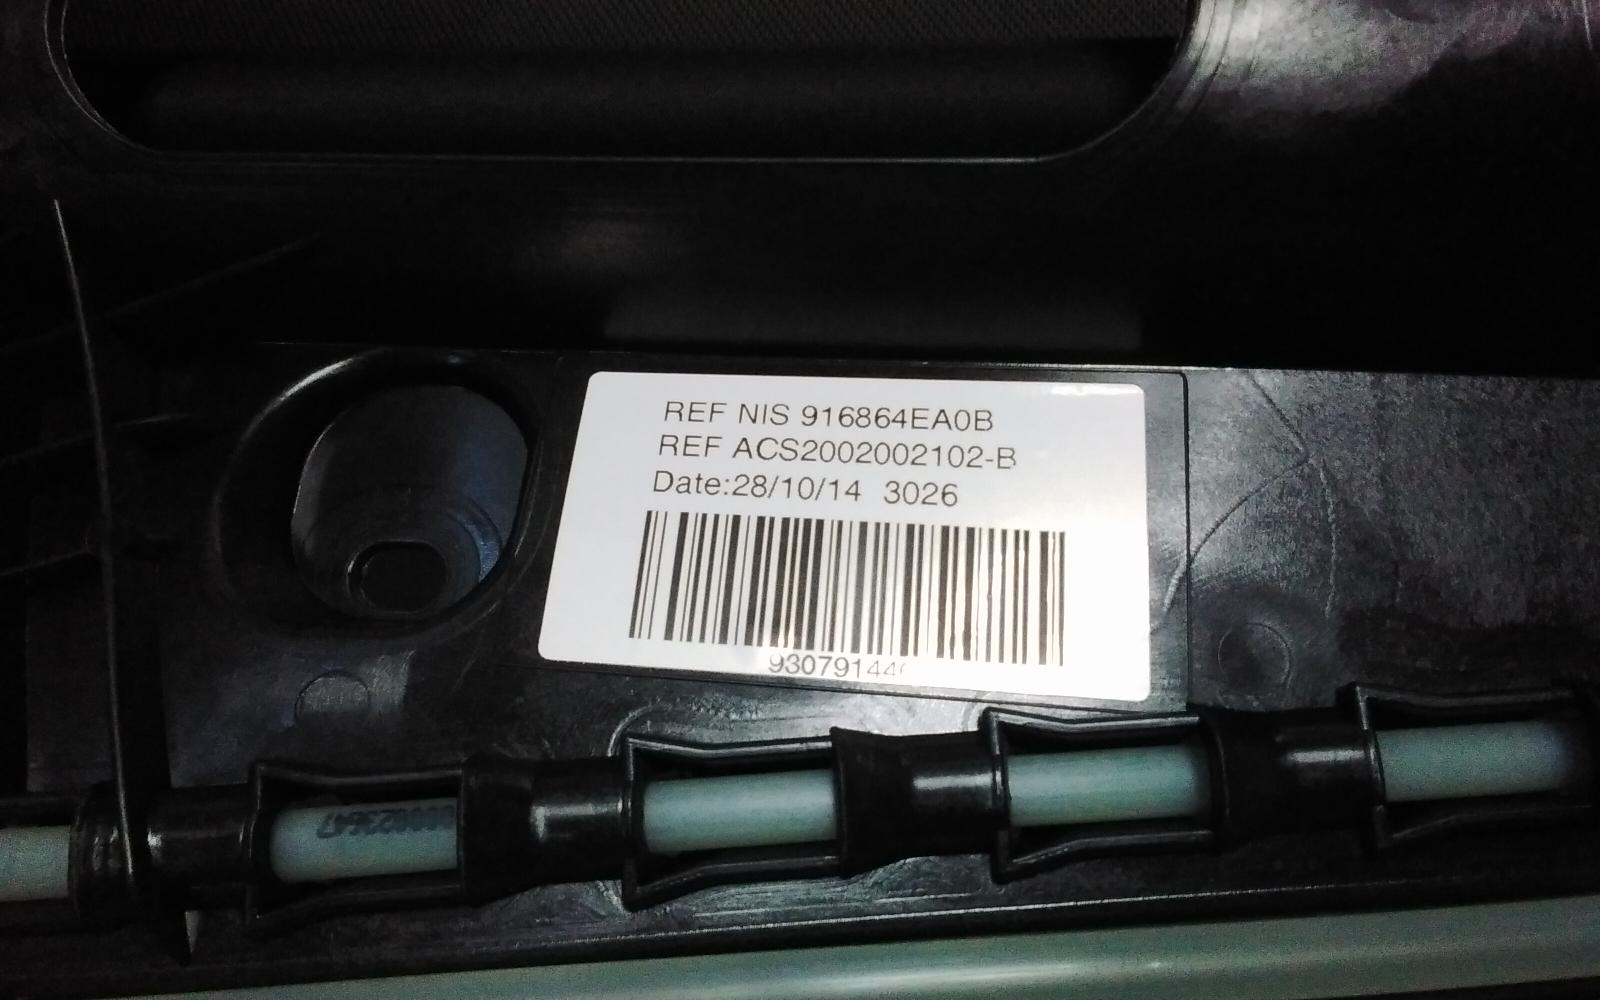 REF NIS 916864EA0B
REF ACS2002002102-B
Date:28/10/14 3026